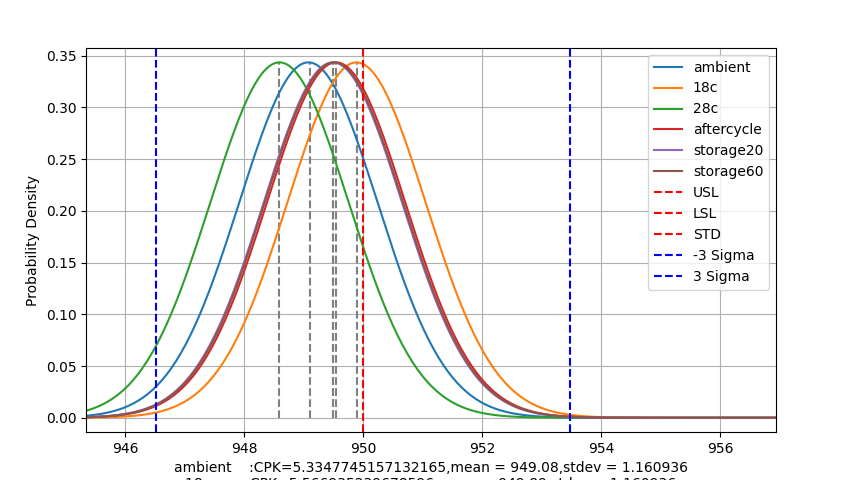 0.35
0.30
0.25
0.20
0.15
0.10
0.05
0.00
Probability Density
946
948
950
952
954
956
ambient
18c
28c
aftercycle
storage20
storage60
USL
LSL
STD
-3 Sigma
3 Sigma
ambient :CPK=5.3347745157132165,mean = 949.08,stdev = 1.160936